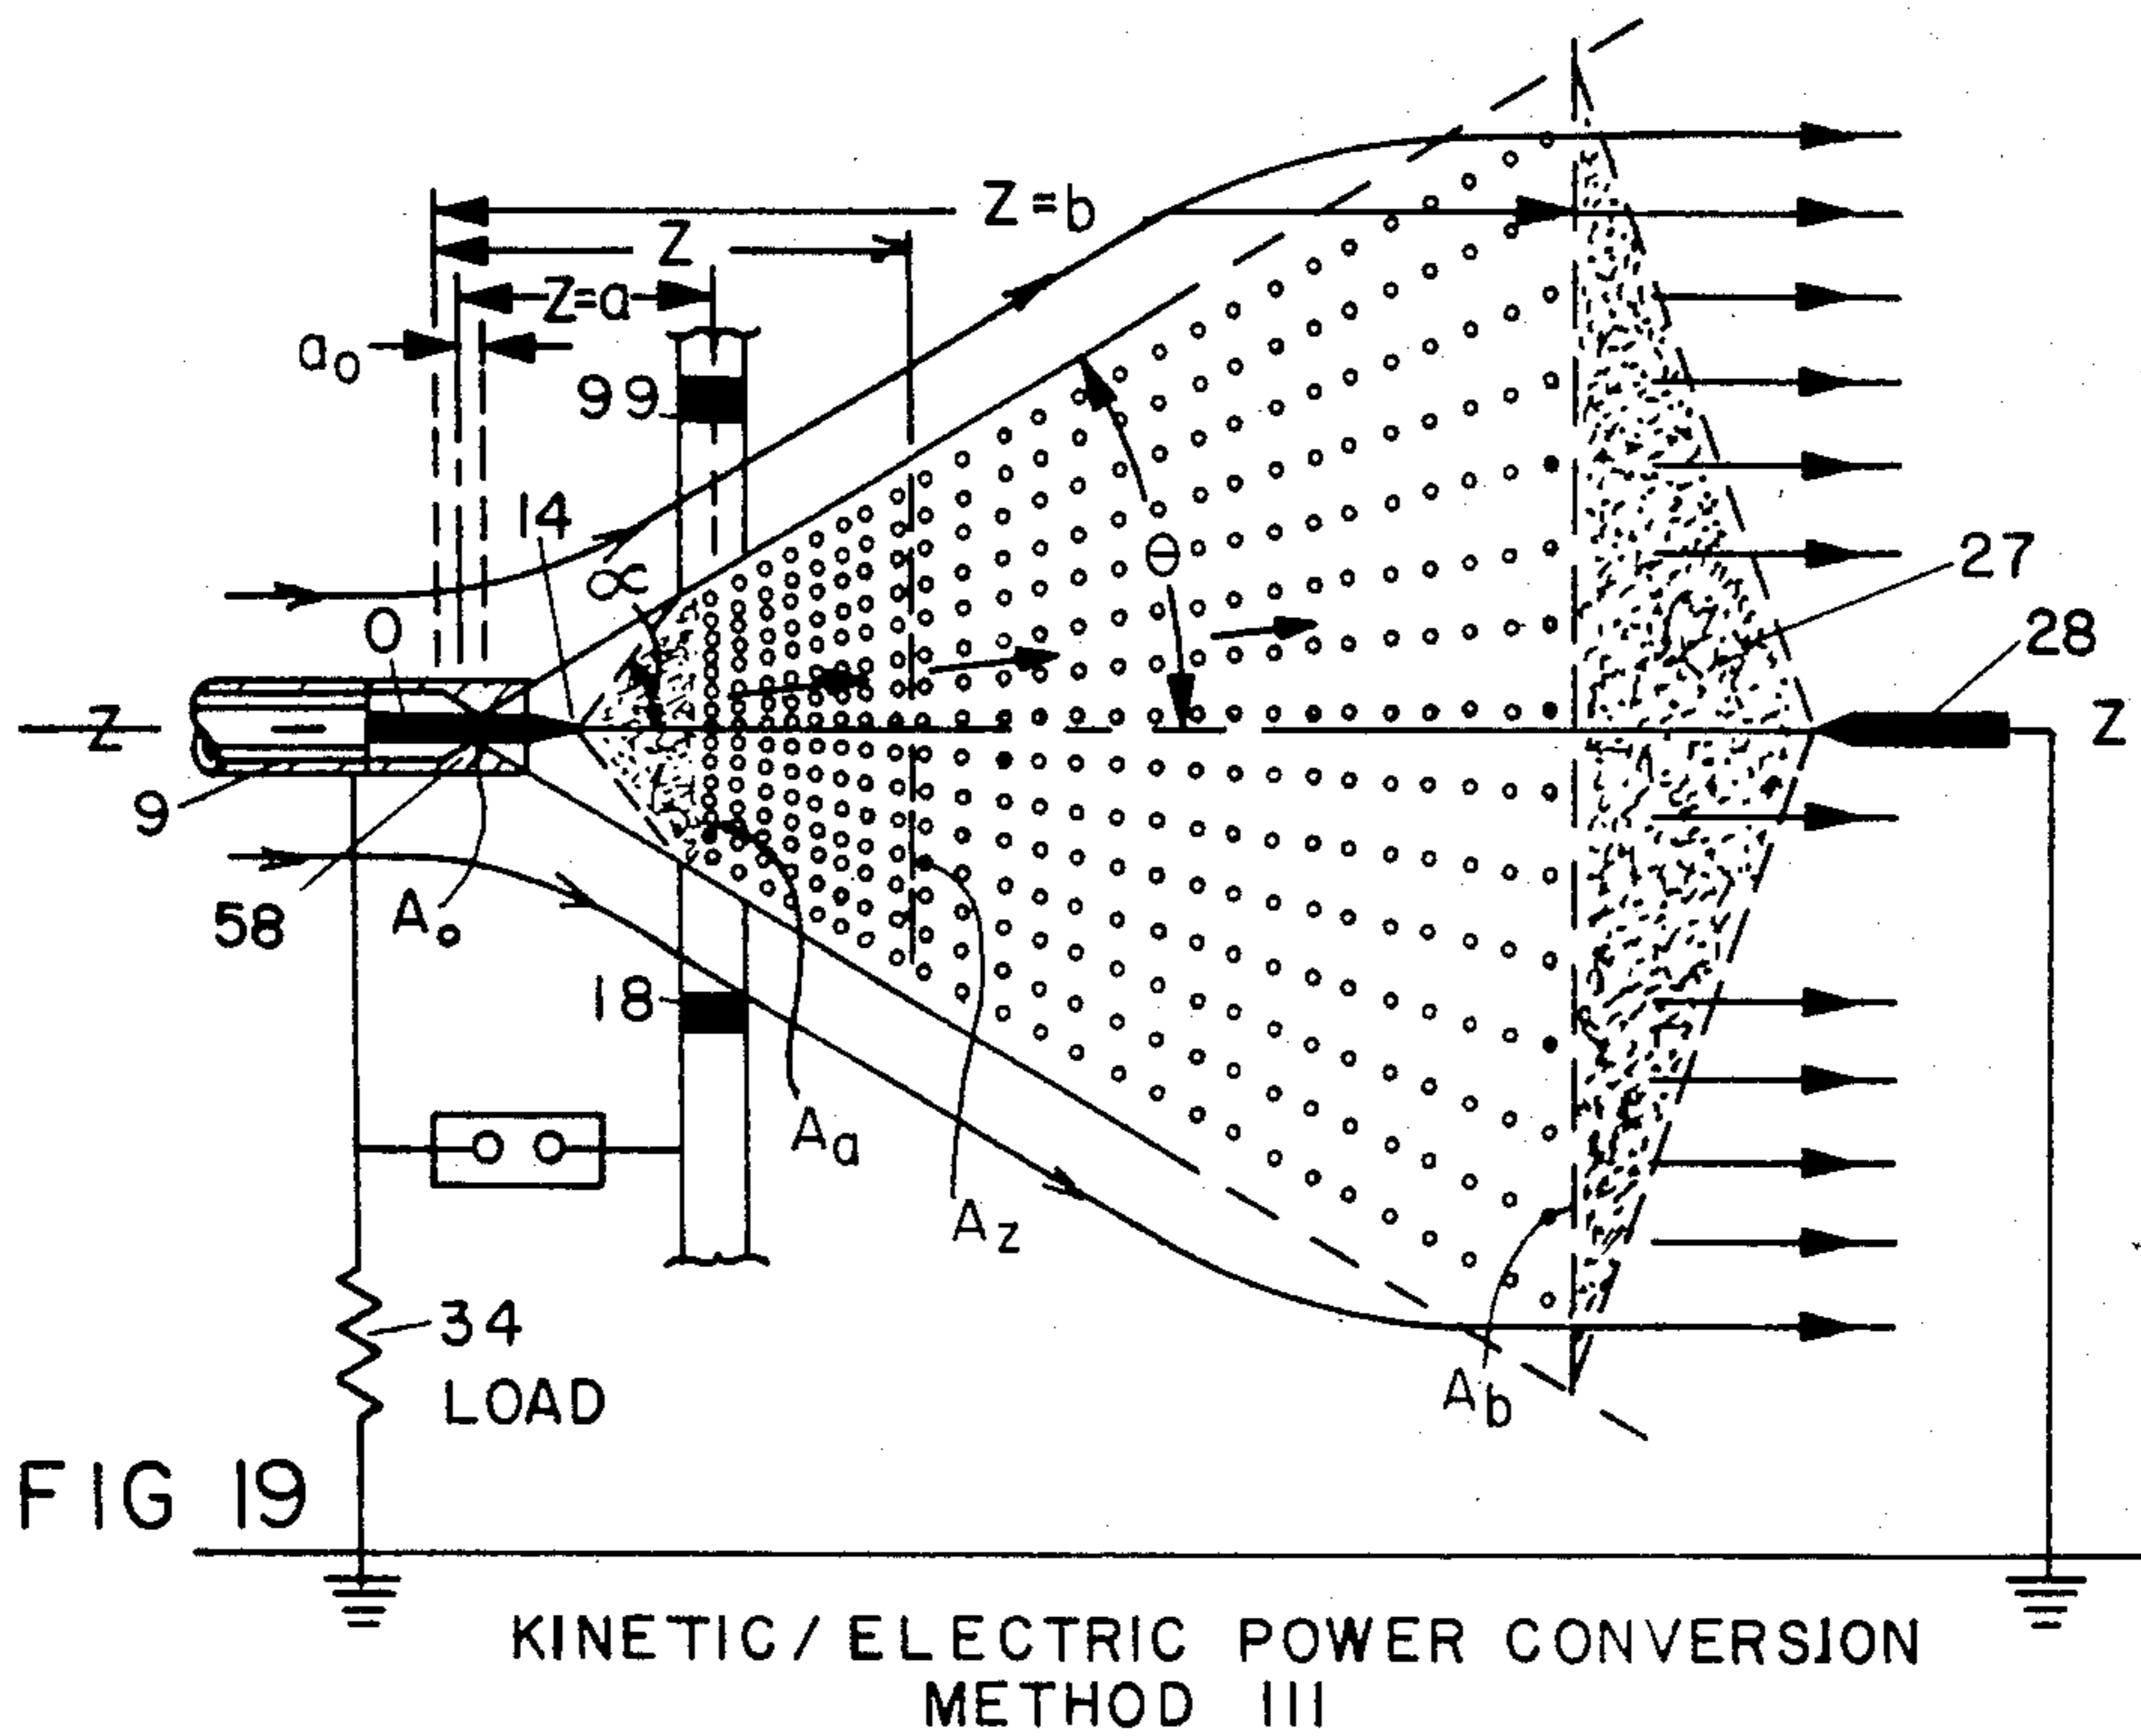 Z=b
Z
Z=a
a₀
99
14
∝
θ
27
O
28
Z
Z
9
58
A₀
18
Aa
Az
34
LOAD
Ab
FIG 19
KINETIC/ELECTRIC POWER CONVERSION
METHOD III